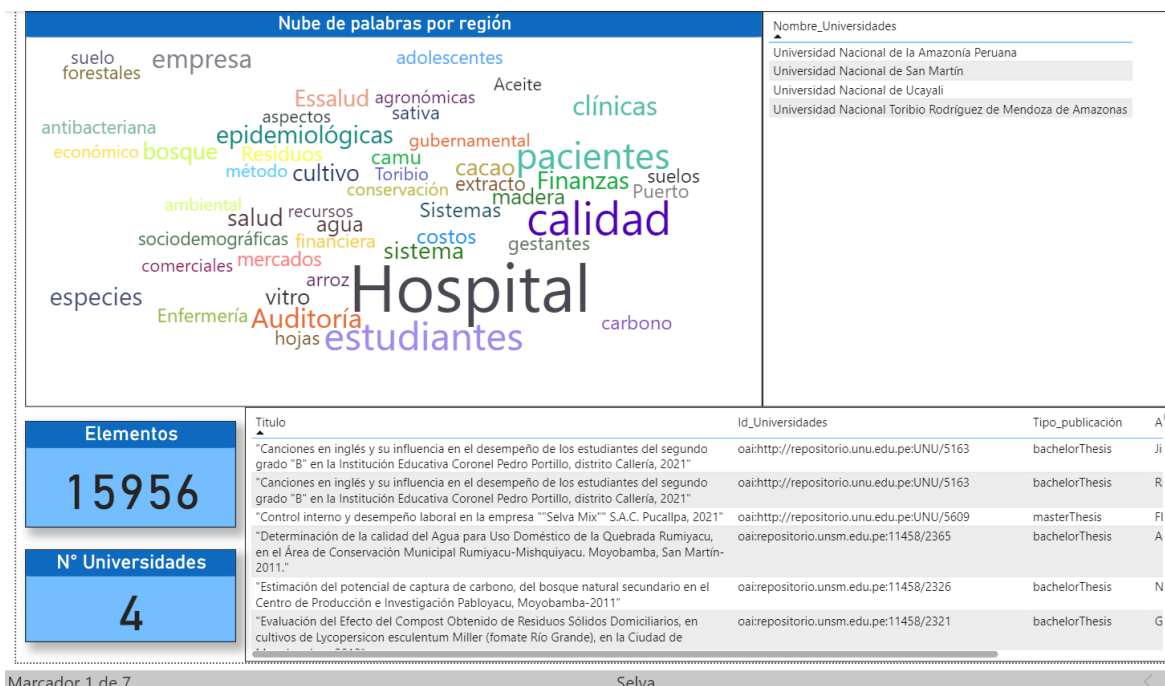 Nube de palabras por región
suelo
empresa
adolescentes
forestales
Aceite
Essalud
agronómicas
clínicas
aspectos
sativa
antibacteriana
epidemiológicas
gubernamental
económico
bosque
Residuos
camu
pacientes
método
cultivo
Toribio
cacao
Finanzas
suelos
conservación
extracto
madera
Puerto
ambiental
salud
recursos
Sistemas
calidad
agua
sociodemográficas
financiera
costos
gestantes
sistema
comerciales
mercados
arroz
Hospital
especies
vitro
Enfermería
Auditoría
carbono
hojas
estudiantes
Nombre_Universidades
Universidad Nacional de la Amazonía Peruana
Universidad Nacional de San Martín
Universidad Nacional de Ucayali
Universidad Nacional Toribio Rodríguez de Mendoza de Amazonas
Elementos
15956
N° Universidades
4
Titulo Id_Universidades Tipo_publicación A
"Canciones en inglés y su influencia en el desempeño de los estudiantes del segundo oai:http://repositorio.unu.edu.pe:UNU/5163 bachelorThesis Ji
grado "B" en la Institución Educativa Coronel Pedro Portillo, distrito Callería, 2021"
"Canciones en inglés y su influencia en el desempeño de los estudiantes del segundo oai:http://repositorio.unu.edu.pe:UNU/5163 bachelorThesis R
grado "B" en la Institución Educativa Coronel Pedro Portillo, distrito Callería, 2021"
"Control interno y desempeño laboral en la empresa ""Selva Mix"" S.A.C. Pucallpa, 2021" oai:http://repositorio.unu.edu.pe:UNU/5609 masterThesis Fl
"Determinación de la calidad del Agua para Uso Doméstico de la Quebrada Rumiyacu, oai:repositorio.unsm.edu.pe:11458/2365 bachelorThesis A
en el Área de Conservación Municipal Rumiyacu-Mishquiyacu. Moyobamba, San Martín-
2011."
"Estimación del potencial de captura de carbono, del bosque natural secundario en el oai:repositorio.unsm.edu.pe:11458/2326 bachelorThesis N
Centro de Producción e Investigación Pabloyacu, Moyobamba-2011"
"Evaluación del Efecto del Compost Obtenido de Residuos Sólidos Domiciliarios, en oai:repositorio.unsm.edu.pe:11458/2321 bachelorThesis G
cultivos de Lycopersicon esculentum Miller (fomate Río Grande), en la Ciudad de
Marcador 1 de 7 Selva